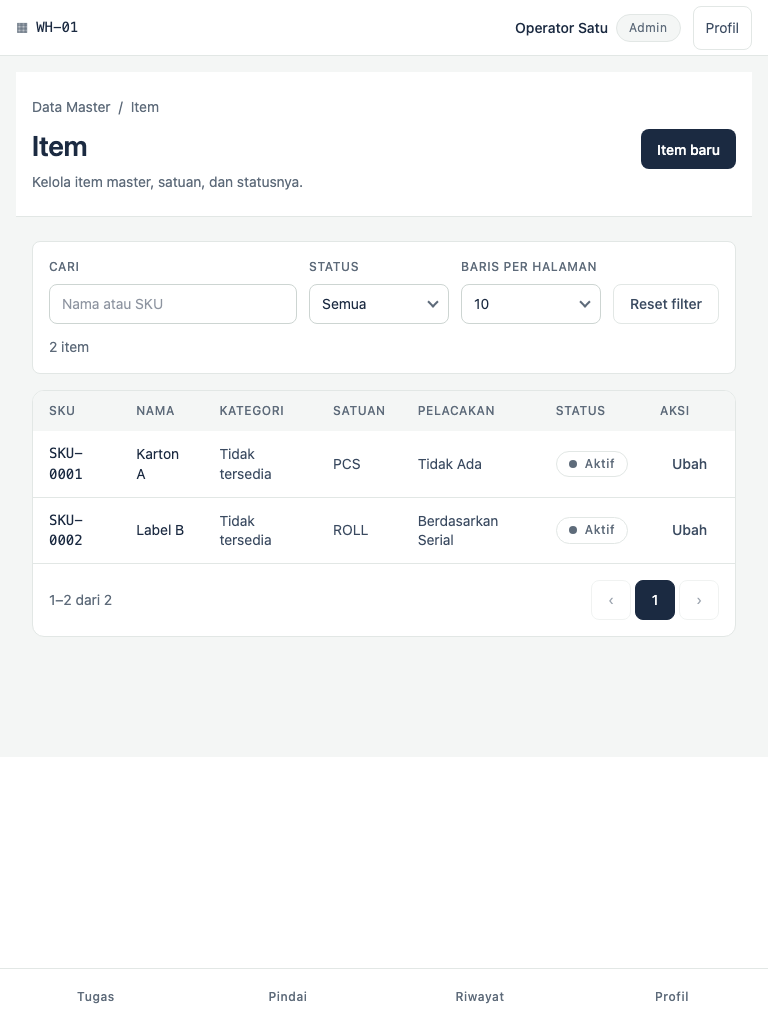 WH-01
Operator Satu
Admin
Profil
Data Master / Item
Item
Item baru
Kelola item master, satuan, dan statusnya.
CARI
STATUS
BARIS PER HALAMAN
Nama atau SKU
Semua
10
Reset filter
2 item
SKU NAMA KATEGORI SATUAN PELACAKAN STATUS AKSI
SKU-
0001
Karton
A
Tidak
tersedia
PCS
Tidak Ada
Aktif
Ubah
SKU-
0002
Label B
Tidak
tersedia
ROLL
Berdasarkan
Serial
Aktif
Ubah
1–2 dari 2
‹ 1 ›
Tugas
Pindai
Riwayat
Profil